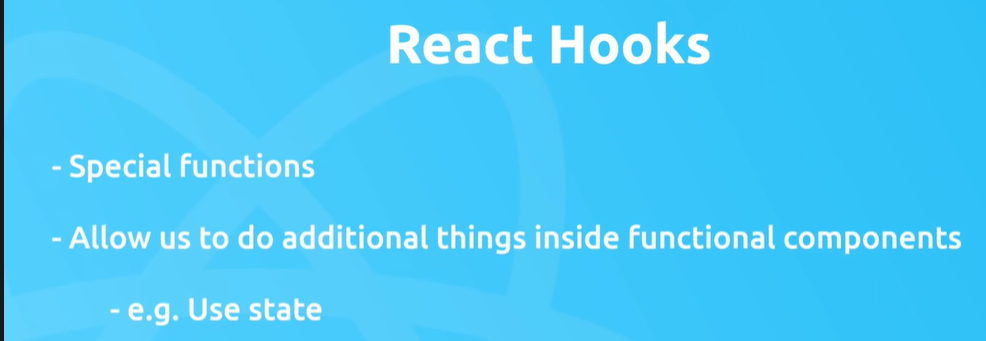 React Hooks
- Special functions
- Allow us to do additional things inside functional components
- e.g. Use state